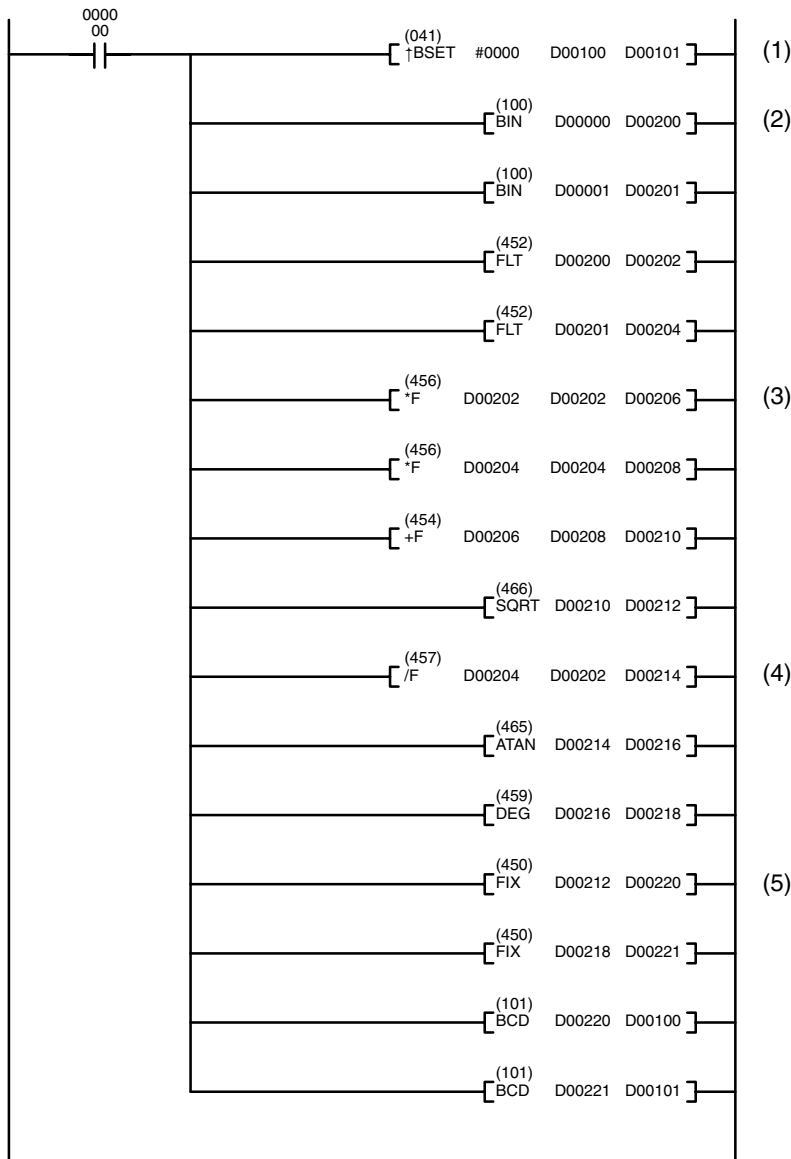 0000
00
(041)
↑BSET #0000 D00100 D00101 (1)
(100)
BIN D00000 D00200 (2)
(100)
BIN D00001 D00201
(452)
FLT D00200 D00202
(452)
FLT D00201 D00204
(456)
*F D00202 D00202 D00206 (3)
(456)
*F D00204 D00204 D00208
(454)
+F D00206 D00208 D00210
(466)
SQRT D00210 D00212
(457)
/F D00204 D00202 D00214 (4)
(465)
ATAN D00214 D00216
(459)
DEG D00216 D00218
(450)
FIX D00212 D00220 (5)
(450)
FIX D00218 D00221
(101)
BCD D00220 D00100
(101)
BCD D00221 D00101